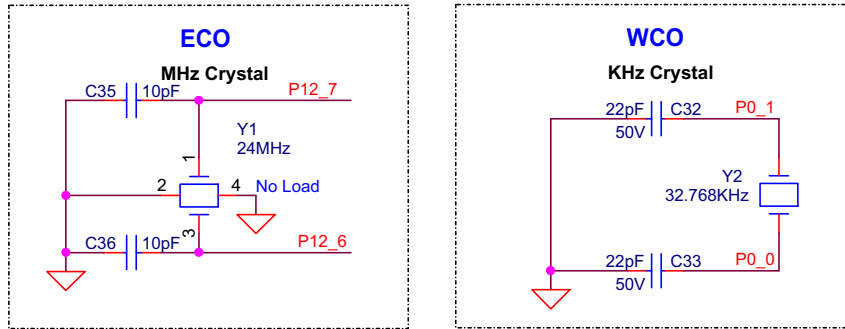 ECO
MHz Crystal
C35 10pF P12_7
Y1
24MHz
1
2 4 No Load
3
C36 10pF P12_6
WCO
KHz Crystal
22pF C32 P0_1
50V
Y2
32.768KHz
22pF C33 P0_0
50V